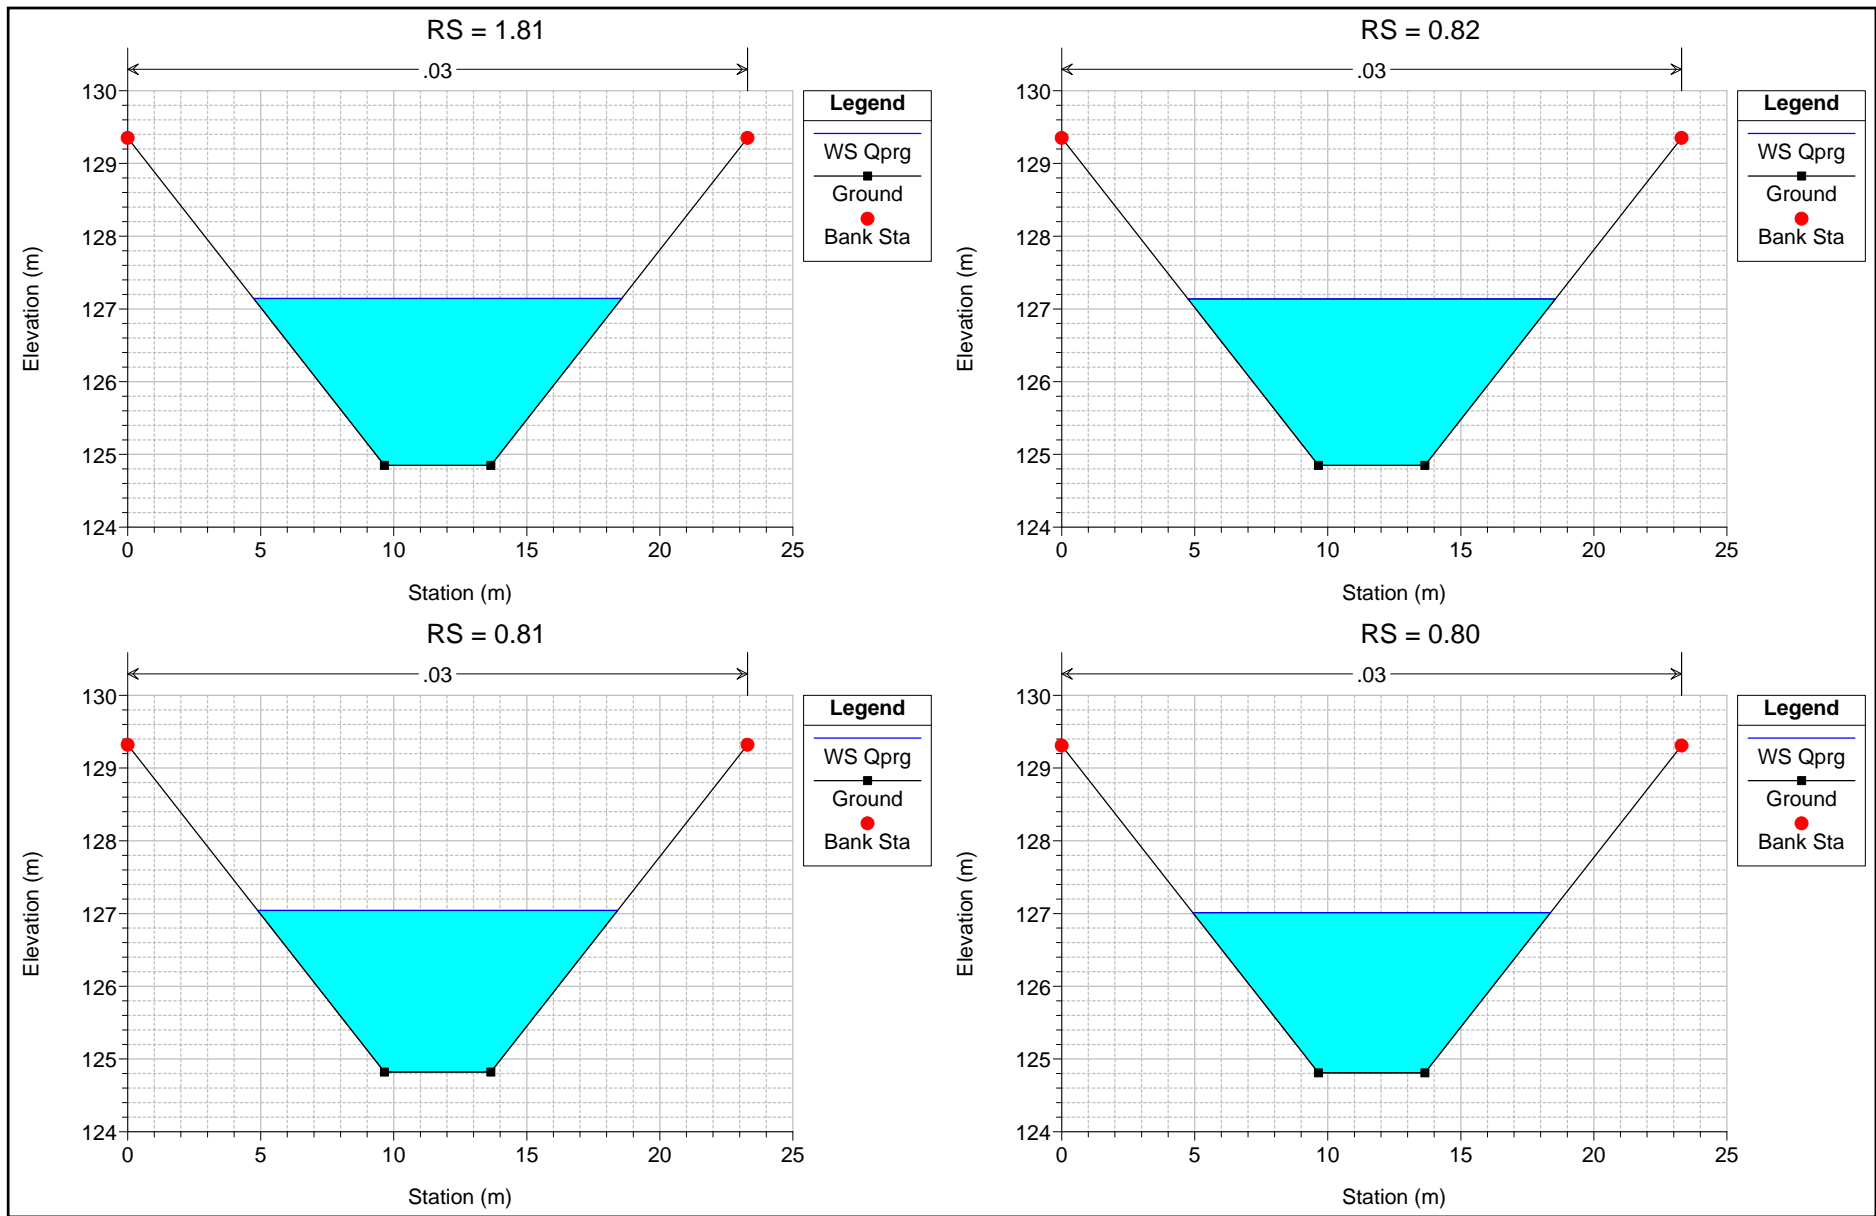 RS = 1.81
.03
130
129
128
127
126
125
124
0 5 10 15 20 25
Elevation (m)
Station (m)
Legend
WS Qprg
Ground
Bank Sta
RS = 0.82
.03
130
129
128
127
126
125
124
0 5 10 15 20 25
Elevation (m)
Station (m)
Legend
WS Qprg
Ground
Bank Sta
RS = 0.81
.03
130
129
128
127
126
125
124
0 5 10 15 20 25
Elevation (m)
Station (m)
Legend
WS Qprg
Ground
Bank Sta
RS = 0.80
.03
130
129
128
127
126
125
124
0 5 10 15 20 25
Elevation (m)
Station (m)
Legend
WS Qprg
Ground
Bank Sta